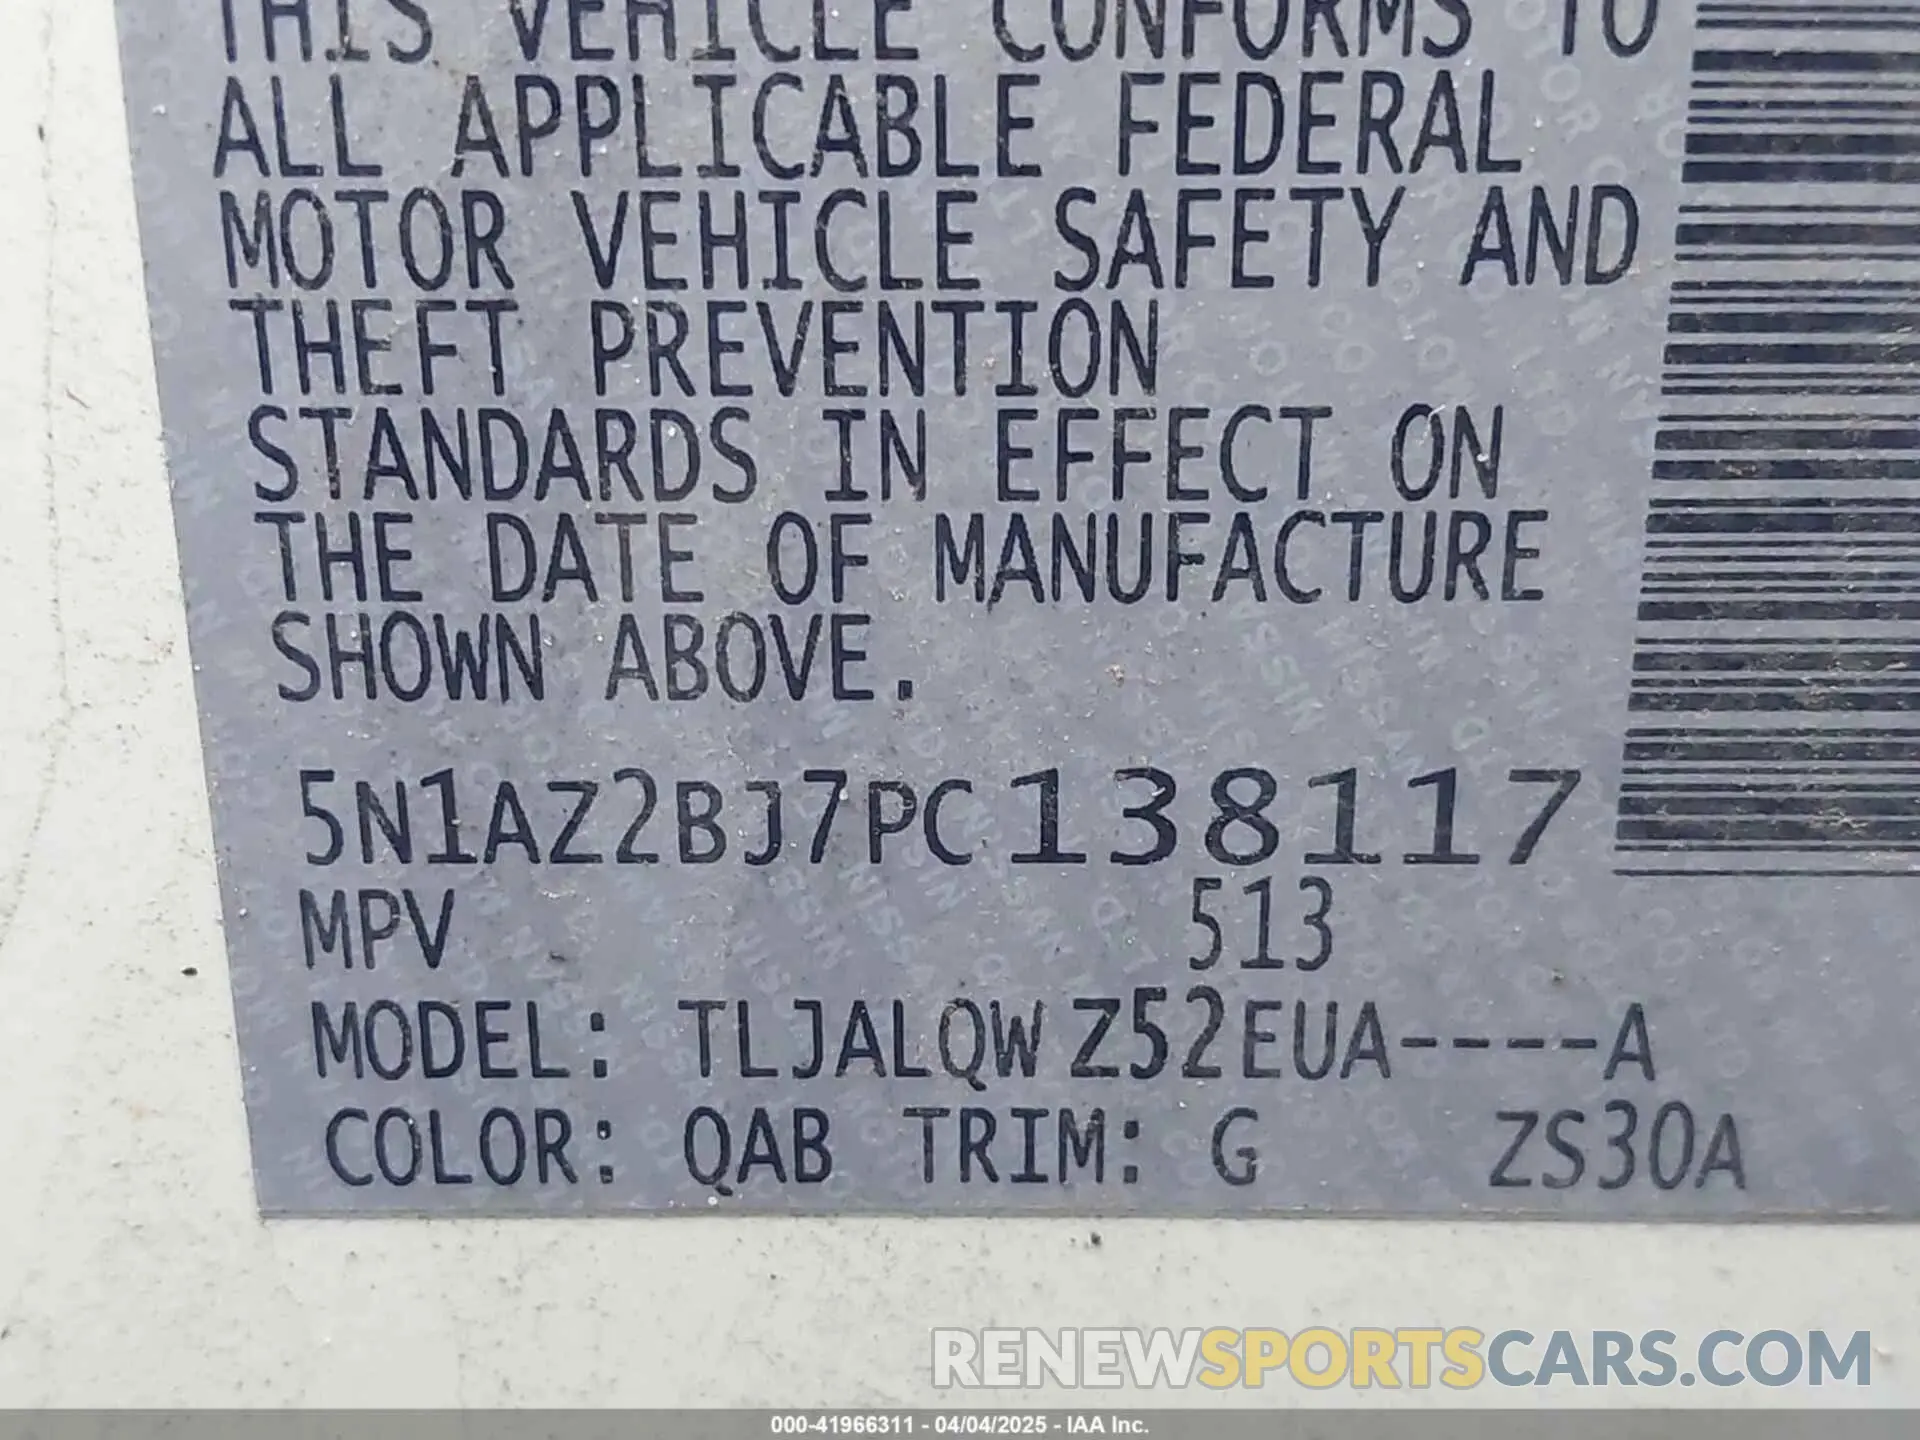 THIS VEHICLE CONFORMS TO
ALL APPLICABLE FEDERAL
MOTOR VEHICLE SAFETY AND
THEFT PREVENTION
STANDARDS IN EFFECT ON
THE DATE OF MANUFACTURE
SHOWN ABOVE.
5N1AZ2BJ7PC138117
MPV 513
MODEL: TLJALQWZ52EUA----A
COLOR: QAB TRIM: G ZS30A
RENEWSPORTSCARS.COM
000-41966311 - 04/04/2025 - IAA Inc.